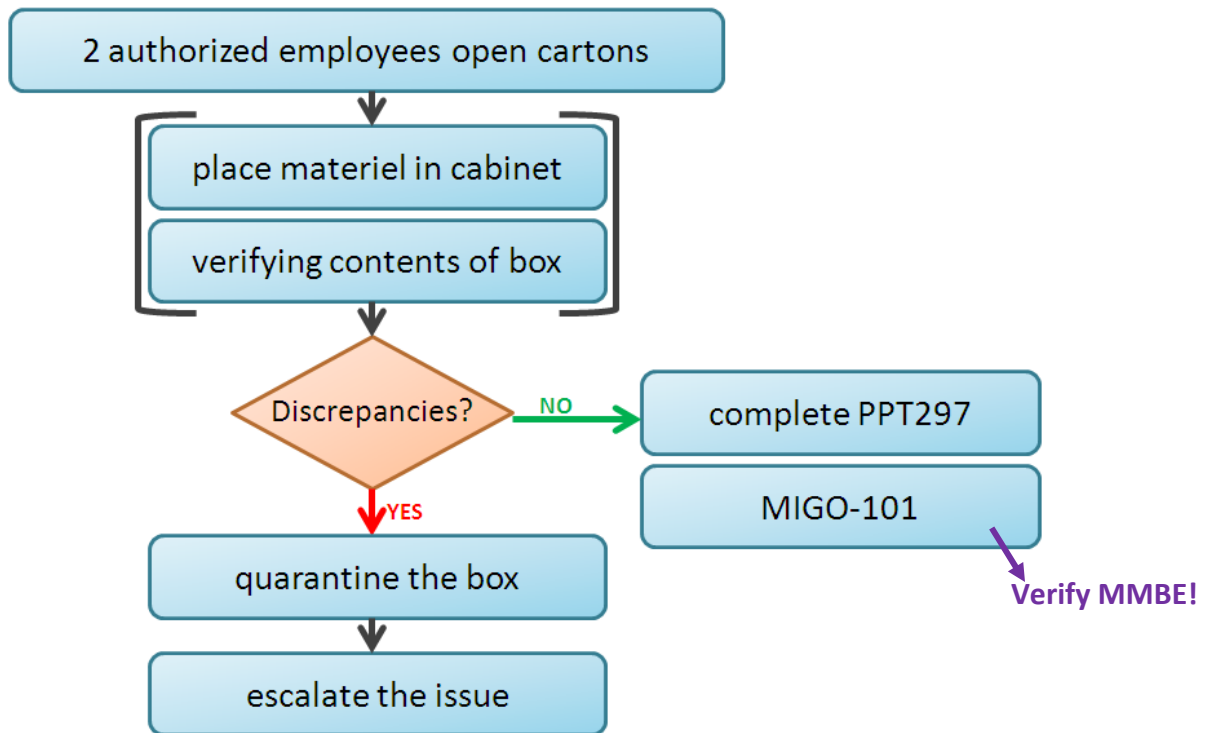 2 authorized employees open cartons
place materiel in cabinet
verifying contents of box
Discrepancies?
NO
complete PPT297
MIGO-101
Verify MMBE!
YES
quarantine the box
escalate the issue